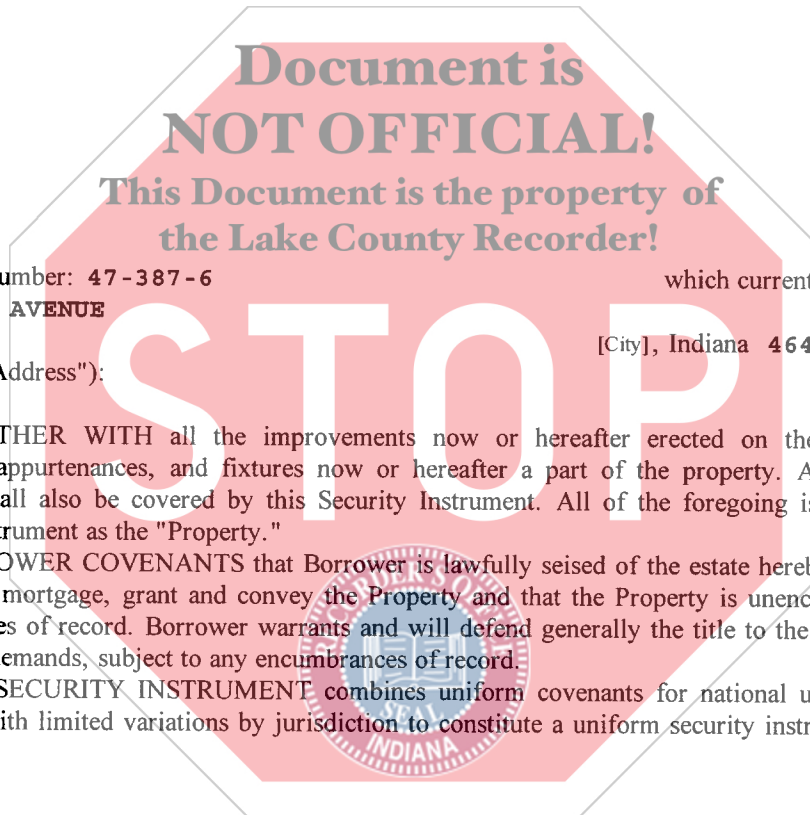 Document is
NOT OFFICIAL!
This Document is the property of
the Lake County Recorder!
umber: 47-387-6 which current
AVENUE
[City], Indiana 464
Address"):
STOP
THER WITH all the improvements now or hereafter erected on the
appurtenances, and fixtures now or hereafter a part of the property. A
all also be covered by this Security Instrument. All of the foregoing is
trument as the "Property."
OWER COVENANTS that Borrower is lawfully seised of the estate hereb
mortgage, grant and convey the Property and that the Property is unenc
es of record. Borrower warrants and will defend generally the title to the
emands, subject to any encumbrances of record.
SECURITY INSTRUMENT combines uniform covenants for national u
ith limited variations by jurisdiction to constitute a uniform security instr
RECORDER'S OFFICE
SEAL
INDIANA